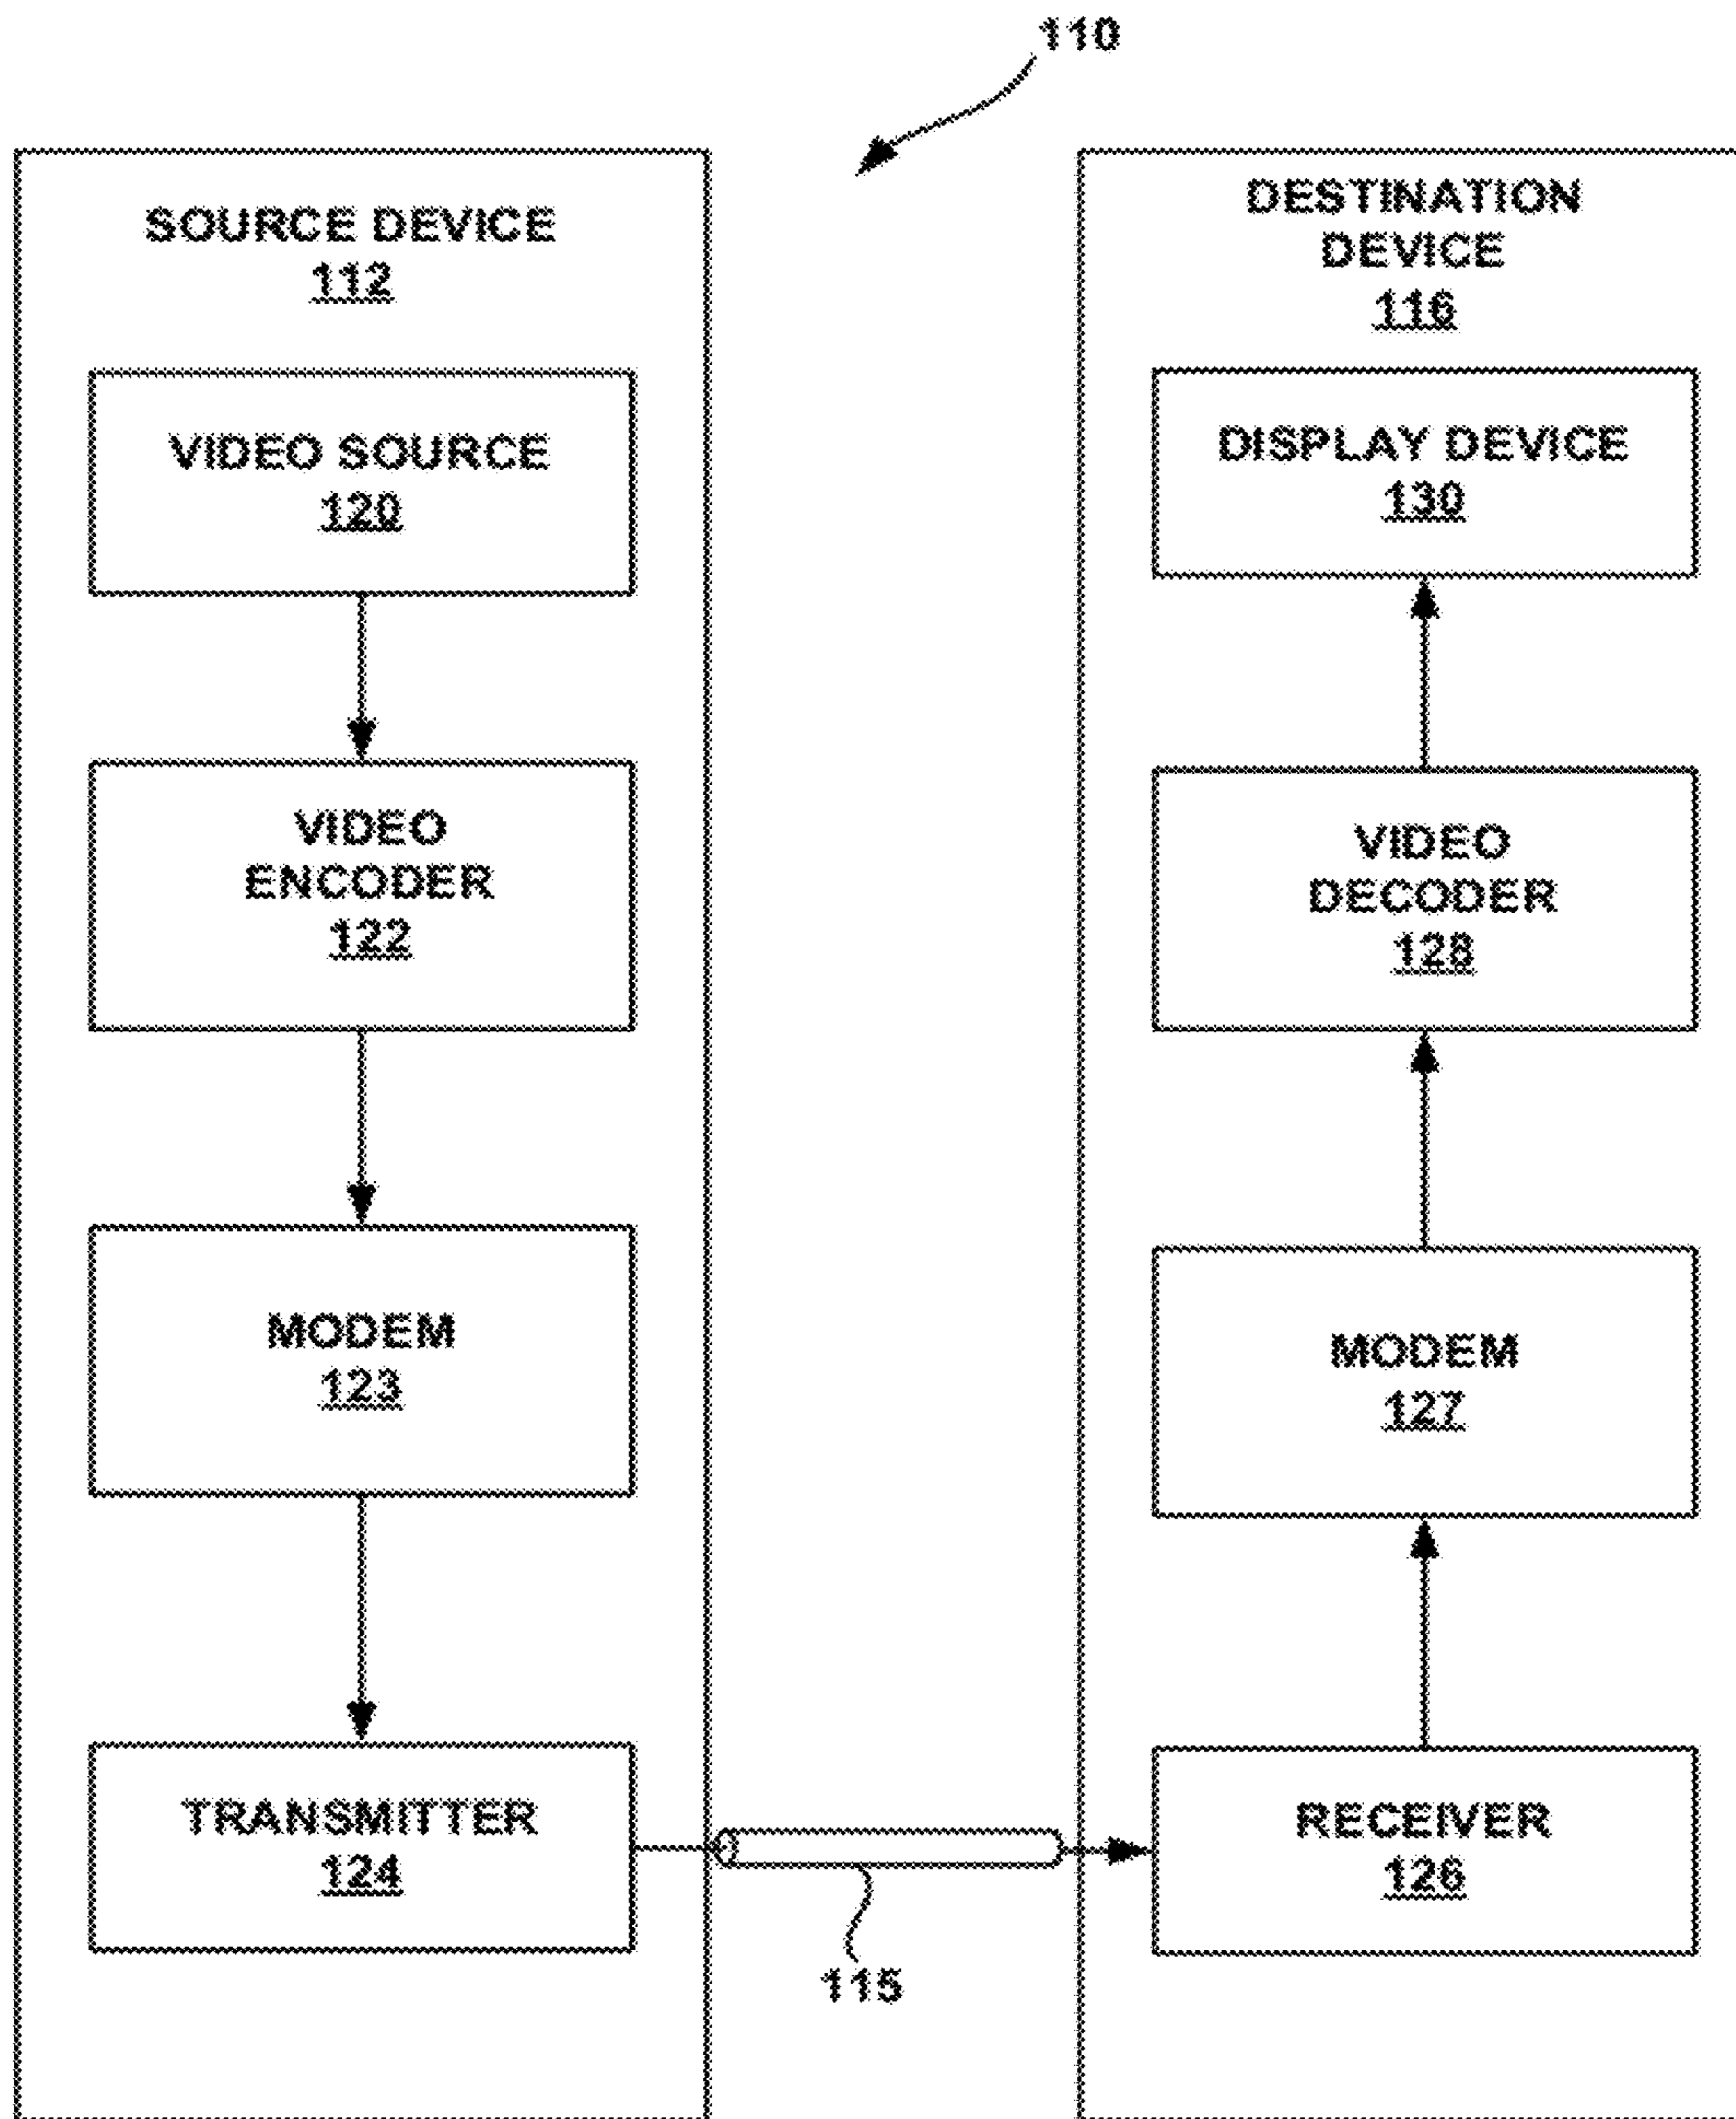 110
SOURCE DEVICE
112
VIDEO SOURCE
120
VIDEO
ENCODER
122
MODEM
123
TRANSMITTER
124
115
DESTINATION
DEVICE
116
DISPLAY DEVICE
130
VIDEO
DECODER
128
MODEM
127
RECEIVER
126